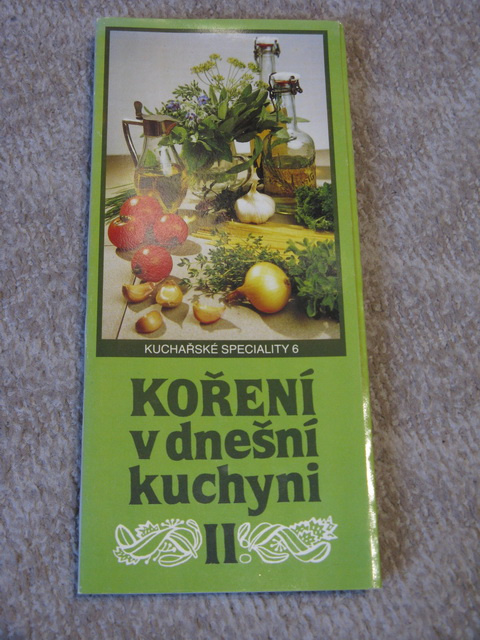 KUCHAŘSKÉ SPECIALITY 6
KOŘENÍ
v dnešní
kuchyni
II.